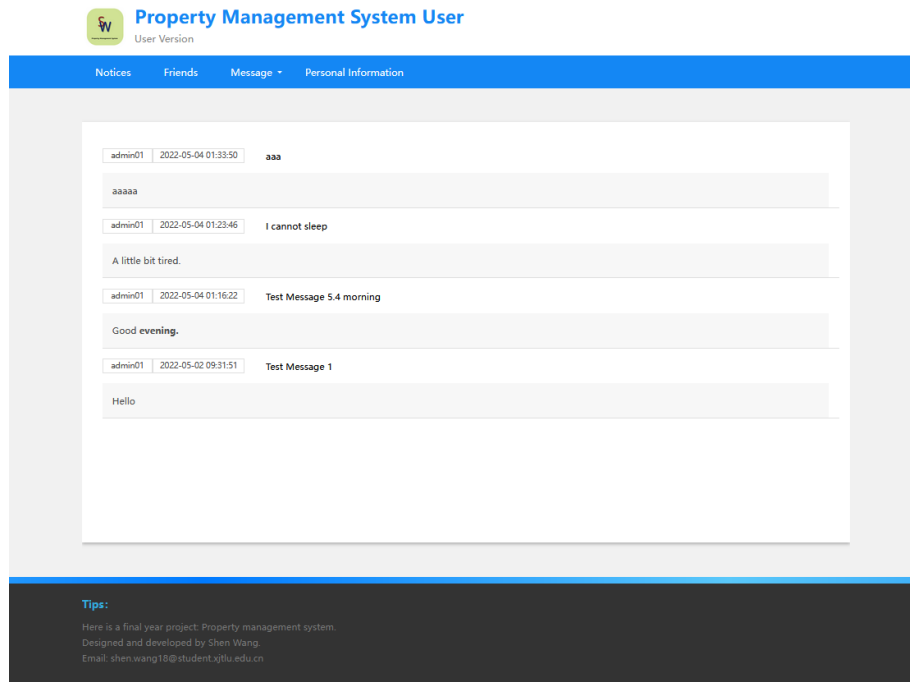 Property Management System User
User Version
Notices Friends Message Personal Information
admin01 2022-05-04 01:33:50 aaa
aaaaa
admin01 2022-05-04 01:23:46 I cannot sleep
A little bit tired.
admin01 2022-05-04 01:16:22 Test Message 5.4 morning
Good evening.
admin01 2022-05-02 09:31:51 Test Message 1
Hello
Tips:
Here is a final year project: Property management system.
Designed and developed by Shen Wang.
Email: shen.wang18@student.xjtlu.edu.cn